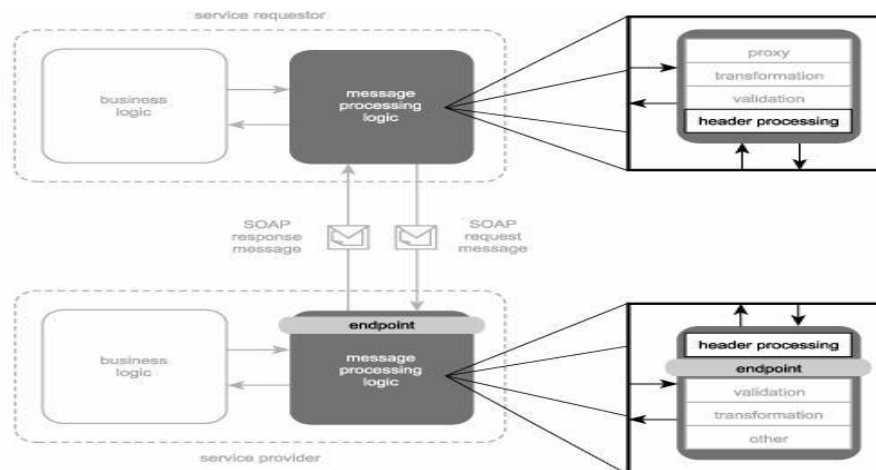 service requestor
business
logic
message
processing
logic
proxy
transformation
validation
header processing
SOAP
response
message
SOAP
request
message
endpoint
business
logic
message
processing
logic
header processing
endpoint
validation
transformation
other
service provider